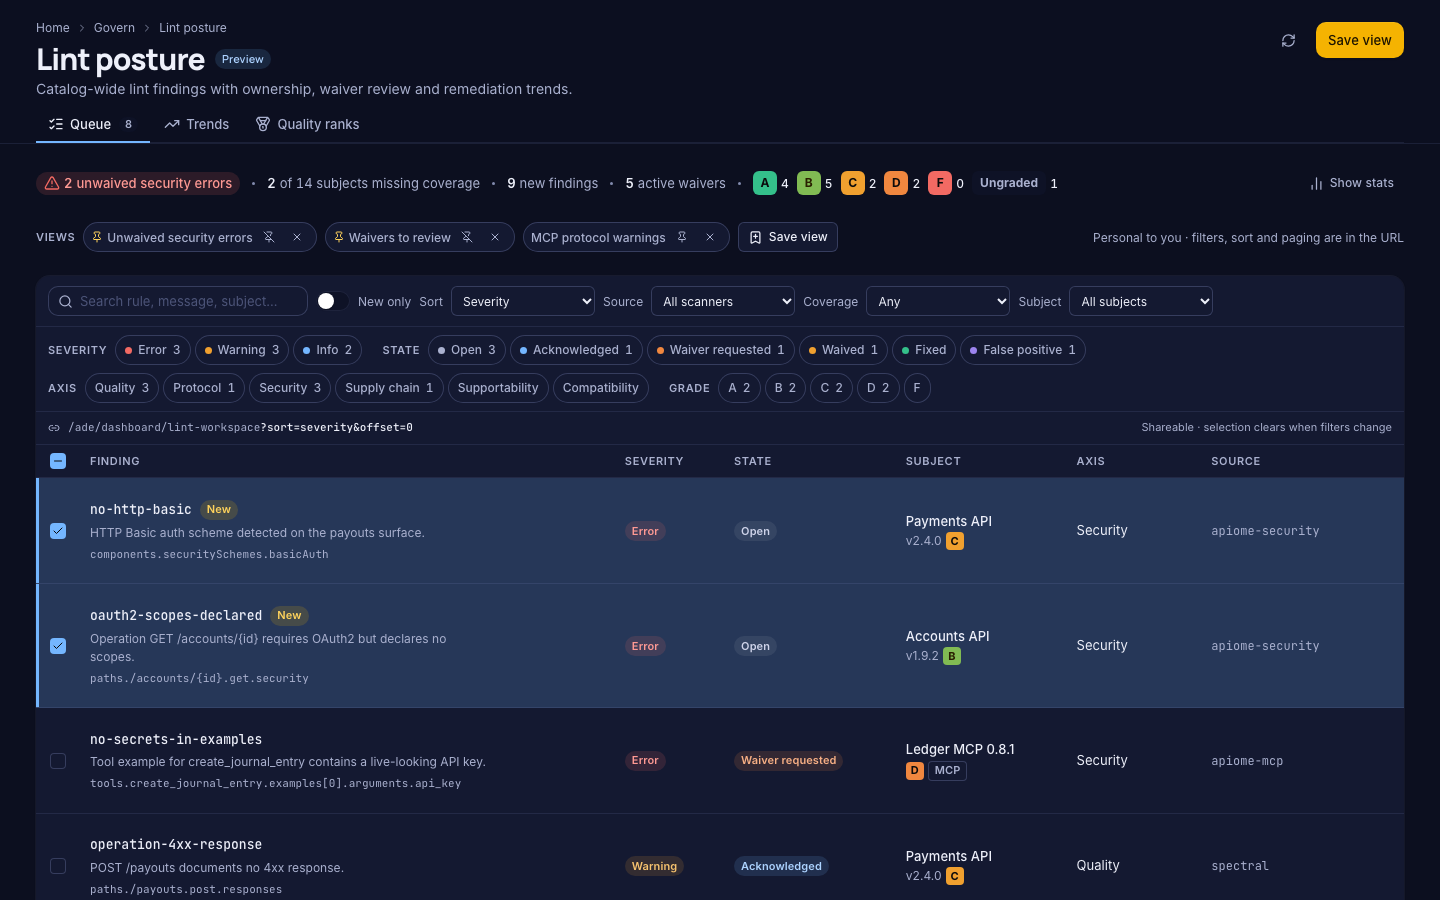 Home > Govern > Lint posture
Lint posture Preview
Save view
Catalog-wide lint findings with ownership, waiver review and remediation trends.
Queue 8 Trends Quality ranks
2 unwaived security errors • 2 of 14 subjects missing coverage • 9 new findings • 5 active waivers • A 4 B 5 C 2 D 2 F 0 Ungraded 1 Show stats
VIEWS Unwaived security errors Waivers to review MCP protocol warnings Save view Personal to you · filters, sort and paging are in the URL
Search rule, message, subject... New only Sort Severity Source All scanners Coverage Any Subject All subjects
SEVERITY Error 3 Warning 3 Info 2 STATE Open 3 Acknowledged 1 Waiver requested 1 Waived 1 Fixed False positive 1
AXIS Quality 3 Protocol 1 Security 3 Supply chain 1 Supportability Compatibility GRADE A 2 B 2 C 2 D 2 F
/ade/dashboard/lint-workspace?sort=severity&offset=0 Shareable · selection clears when filters change
FINDING SEVERITY STATE SUBJECT AXIS SOURCE
no-http-basic New
HTTP Basic auth scheme detected on the payouts surface.
components.securitySchemes.basicAuth
Error Open
Payments API
v2.4.0 C
Security apiome-security
oauth2-scopes-declared New
Operation GET /accounts/{id} requires OAuth2 but declares no
scopes.
paths./accounts/{id}.get.security
Error Open
Accounts API
v1.9.2 B
Security apiome-security
no-secrets-in-examples
Tool example for create_journal_entry contains a live-looking API key.
tools.create_journal_entry.examples[0].arguments.api_key
Error Waiver requested
Ledger MCP 0.8.1
D MCP
Security apiome-mcp
operation-4xx-response
POST /payouts documents no 4xx response.
paths./payouts.post.responses
Warning Acknowledged
Payments API
v2.4.0 C
Quality spectral